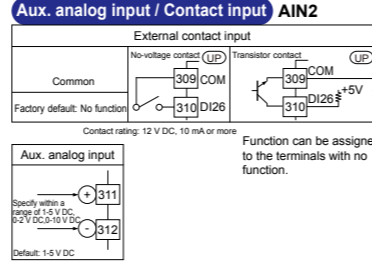 Aux. analog input / Contact input AIN2
External contact input
No-voltage contact UP Transistor contact UP
Common
309 COM
309 COM
Factory default: No function
310 DI26
310 DI26 +5V
Contact rating: 12 V DC, 10 mA or more
Function can be assigne
to the terminals with no
function.
Aux. analog input
+ 311
Specify within a
range of 1-5 V DC,
0-2 V DC,0-10 V DC
- 312
Default: 1-5 V DC